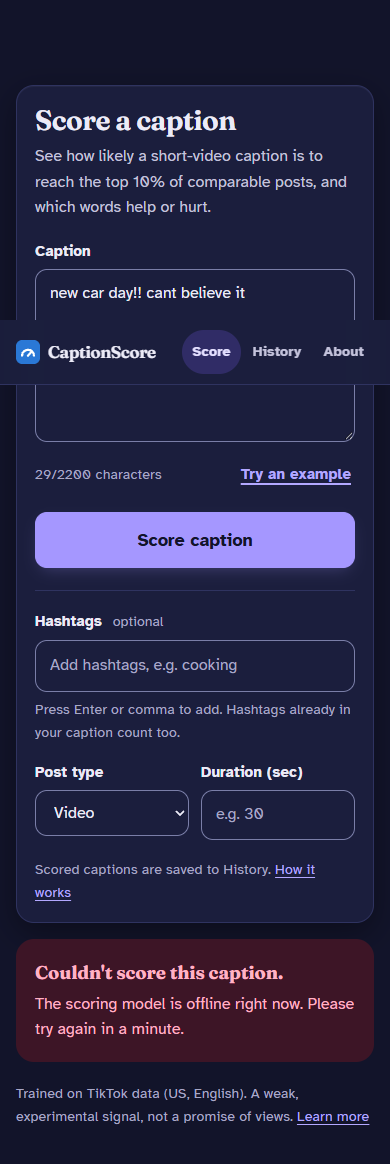 Score a caption
See how likely a short-video caption is to
reach the top 10% of comparable posts, and
which words help or hurt.
Caption
new car day!! cant believe it
CaptionScore Score History About
29/2200 characters Try an example
Score caption
Hashtags optional
Add hashtags, e.g. cooking
Press Enter or comma to add. Hashtags already in
your caption count too.
Post type Duration (sec)
Video e.g. 30
Scored captions are saved to History. How it
works
Couldn't score this caption.
The scoring model is offline right now. Please
try again in a minute.
Trained on TikTok data (US, English). A weak,
experimental signal, not a promise of views. Learn more